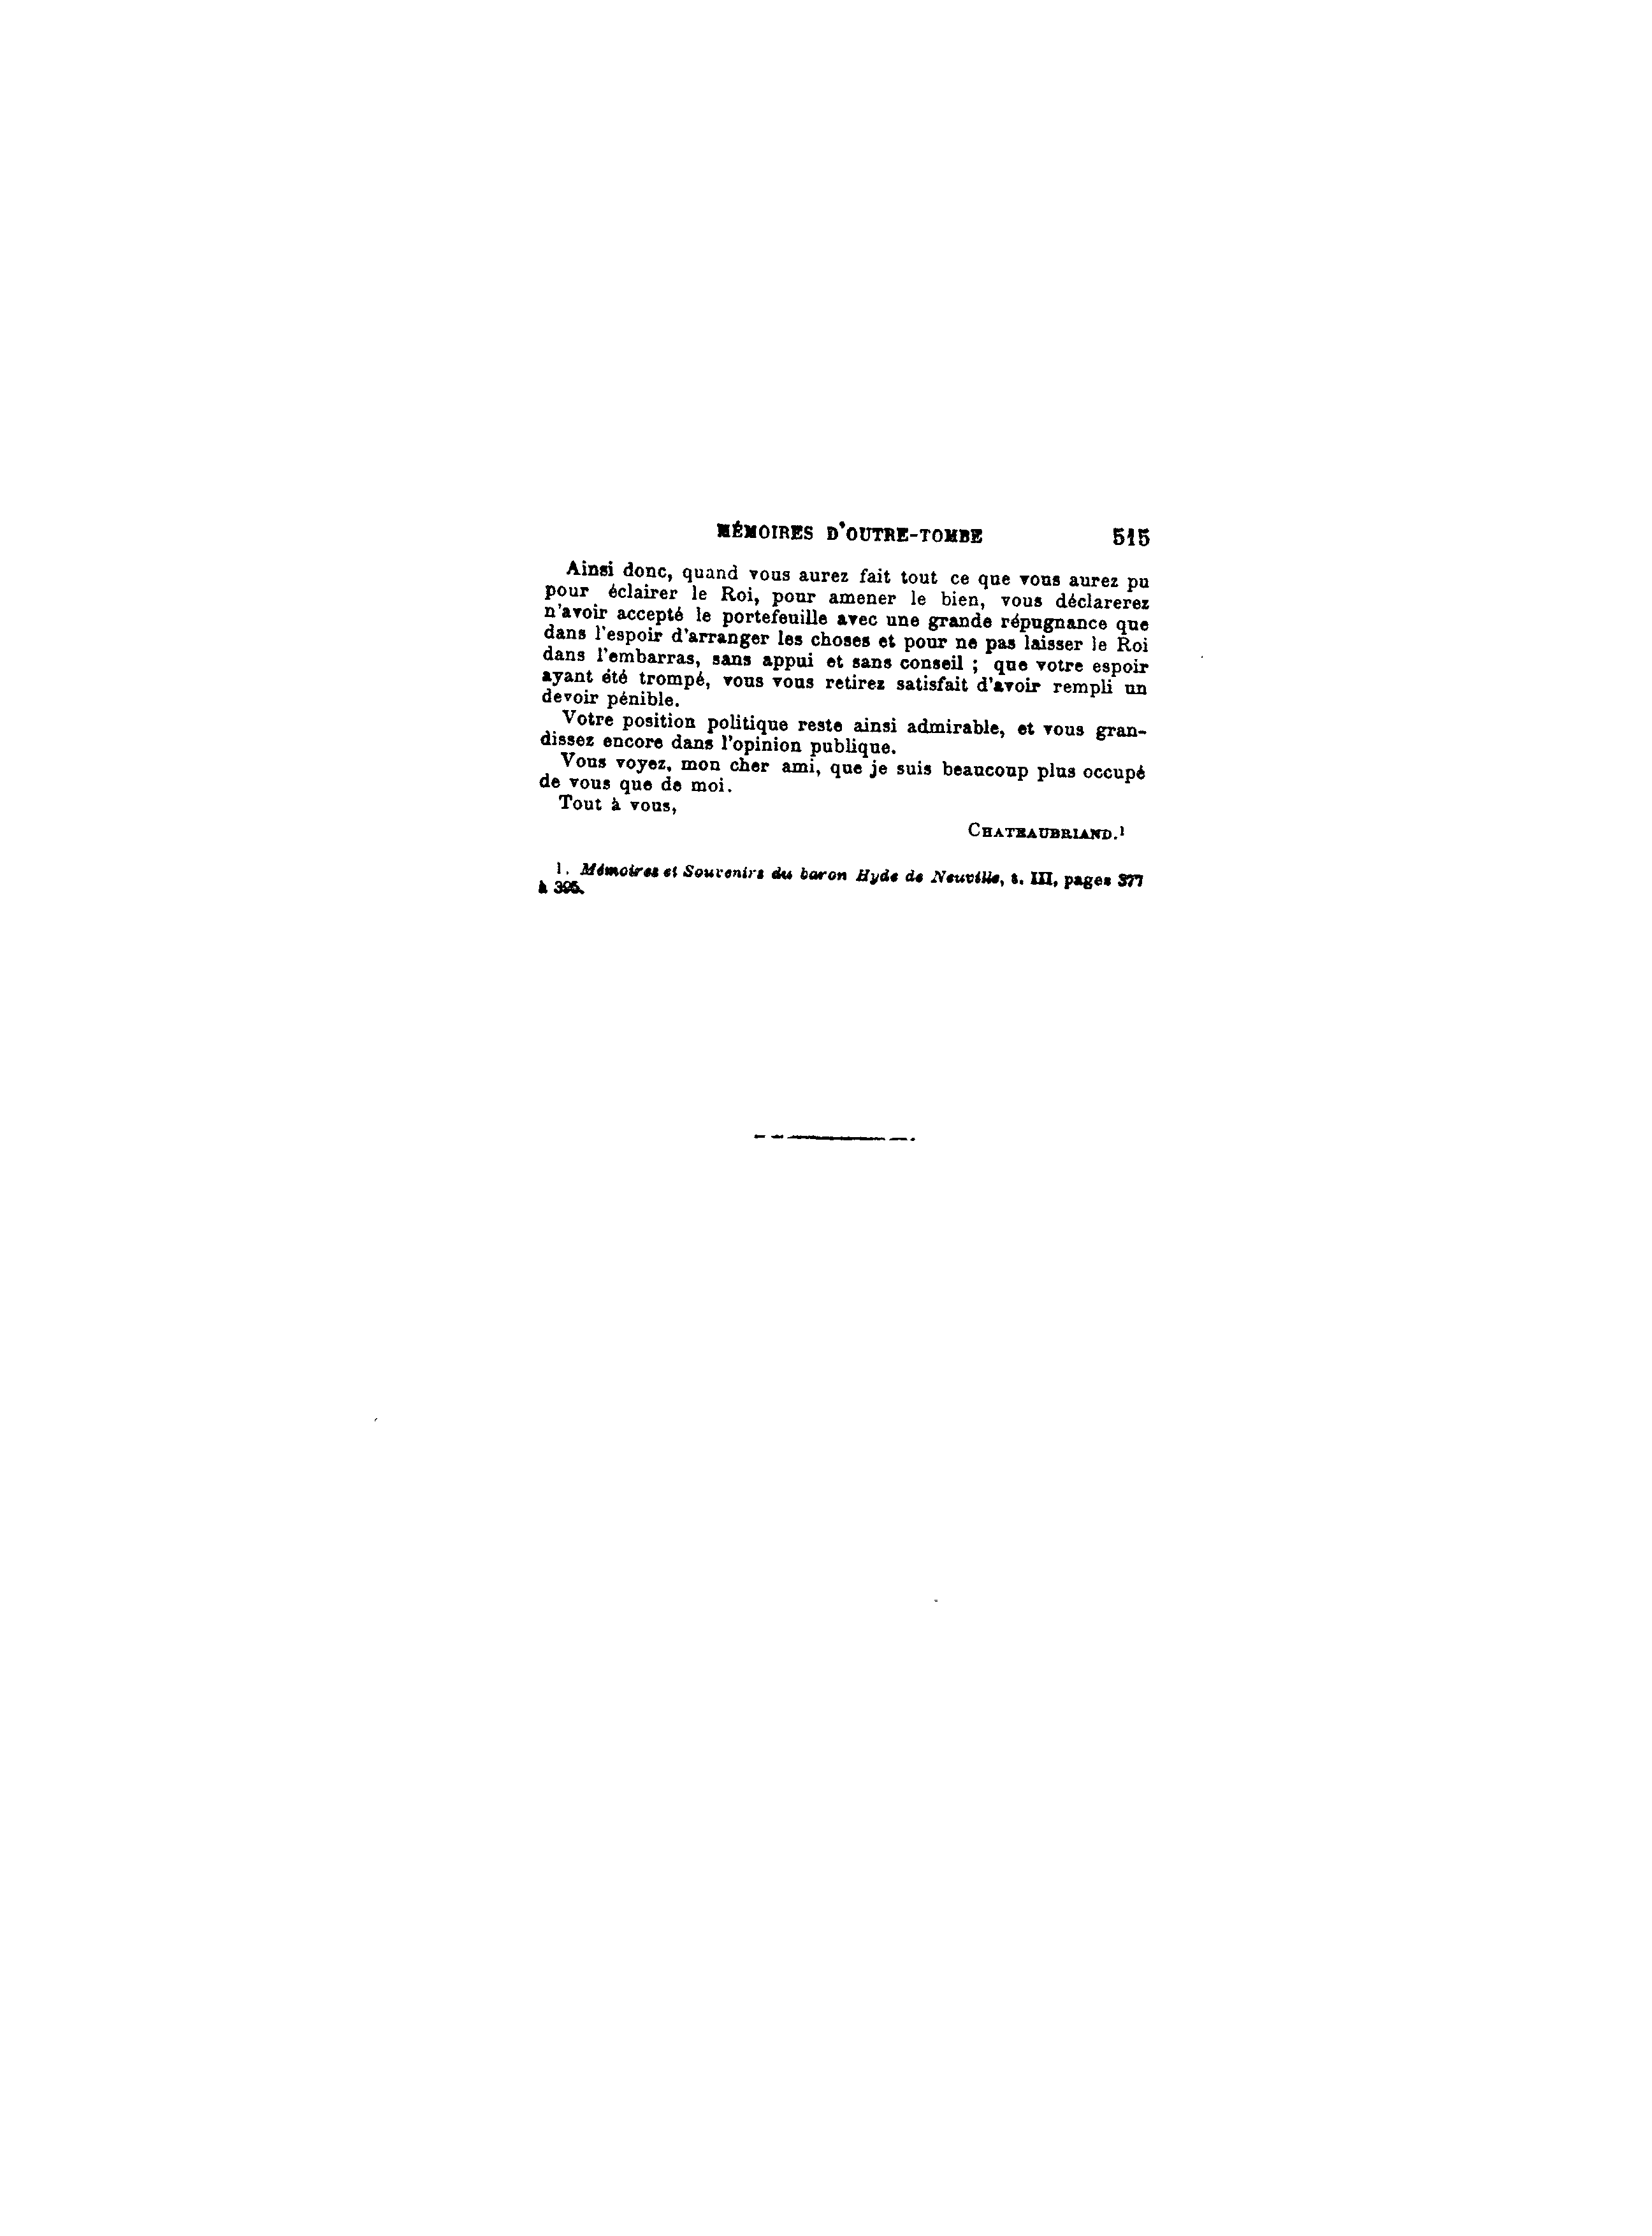 MÉMOIRES D'OUTRE-TOMBE 515
Ainsi donc, quand vous aurez fait tout ce que vous aurez pu
pour éclairer le Roi, pour amener le bien, vous déclarerez
n'avoir accepté le portefeuille avec une grande répugnance que
dans l'espoir d'arranger les choses et pour ne pas laisser le Roi
dans l'embarras, sans appui et sans conseil ; que votre espoir
ayant été trompé, vous vous retirez satisfait d'avoir rempli un
devoir pénible.
Votre position politique reste ainsi admirable, et vous gran-
dissez encore dans l'opinion publique.
Vous voyez, mon cher ami, que je suis beaucoup plus occupé
de vous que de moi.
Tout à vous,
CHATEAUBRIAND.¹
1. Mémoires et Souvenirs du baron Hyde de Neuville, t. III, pages 377
à 395.